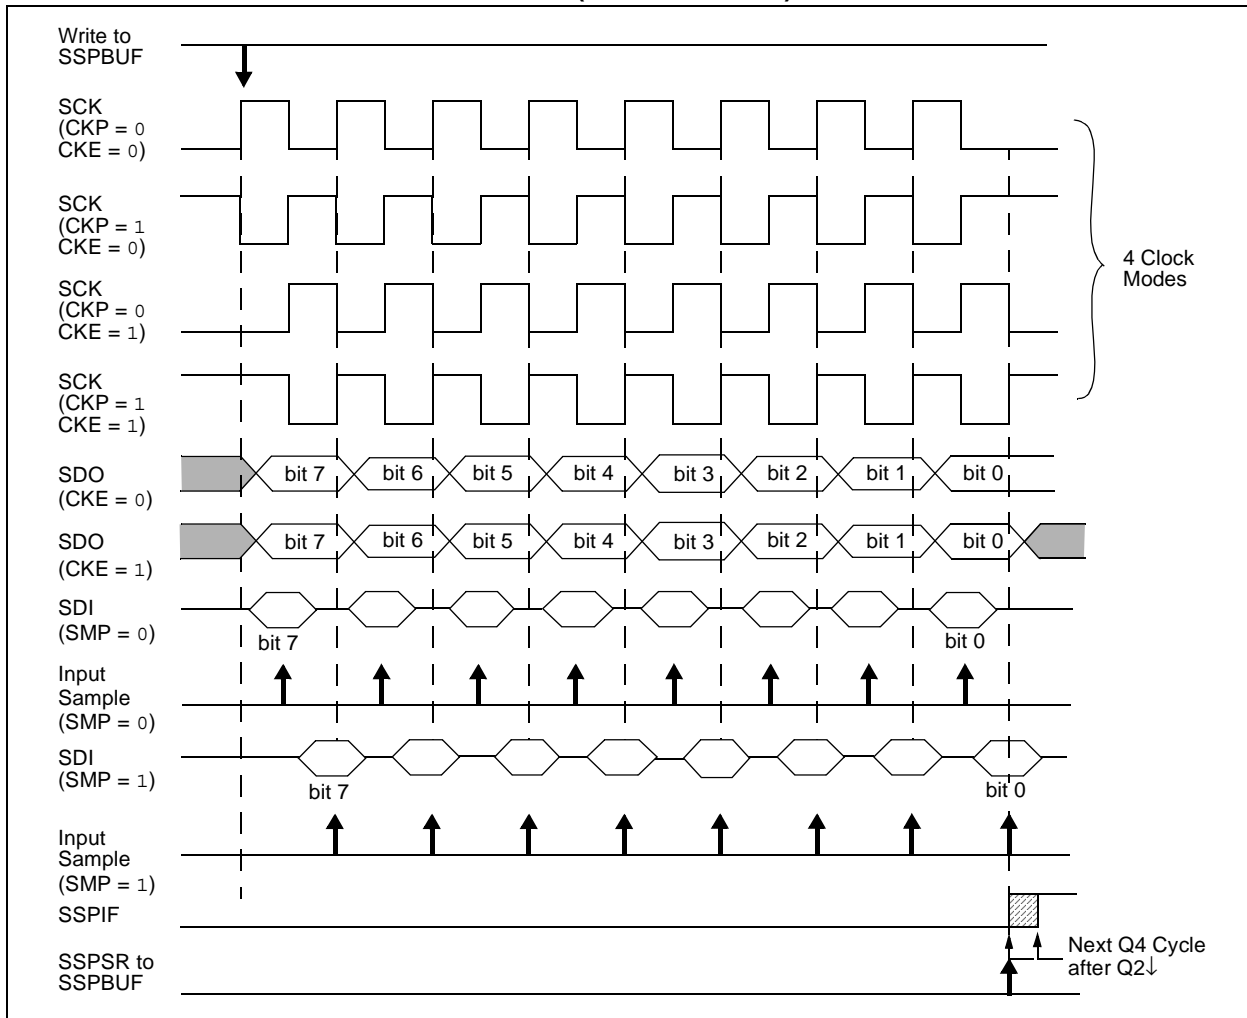 Write to
SSPBUF
SCK
(CKP = 0
CKE = 0)
SCK
(CKP = 1
CKE = 0)
SCK
(CKP = 0
CKE = 1)
SCK
(CKP = 1
CKE = 1)
4 Clock
Modes
SDO
(CKE = 0)
bit 7 bit 6 bit 5 bit 4 bit 3 bit 2 bit 1 bit 0
SDO
(CKE = 1)
bit 7 bit 6 bit 5 bit 4 bit 3 bit 2 bit 1 bit 0
SDI
(SMP = 0)
bit 7 bit 0
Input
Sample
(SMP = 0)
SDI
(SMP = 1)
bit 7 bit 0
Input
Sample
(SMP = 1)
SSPIF
Next Q4 Cycle
after Q2↓
SSPSR to
SSPBUF